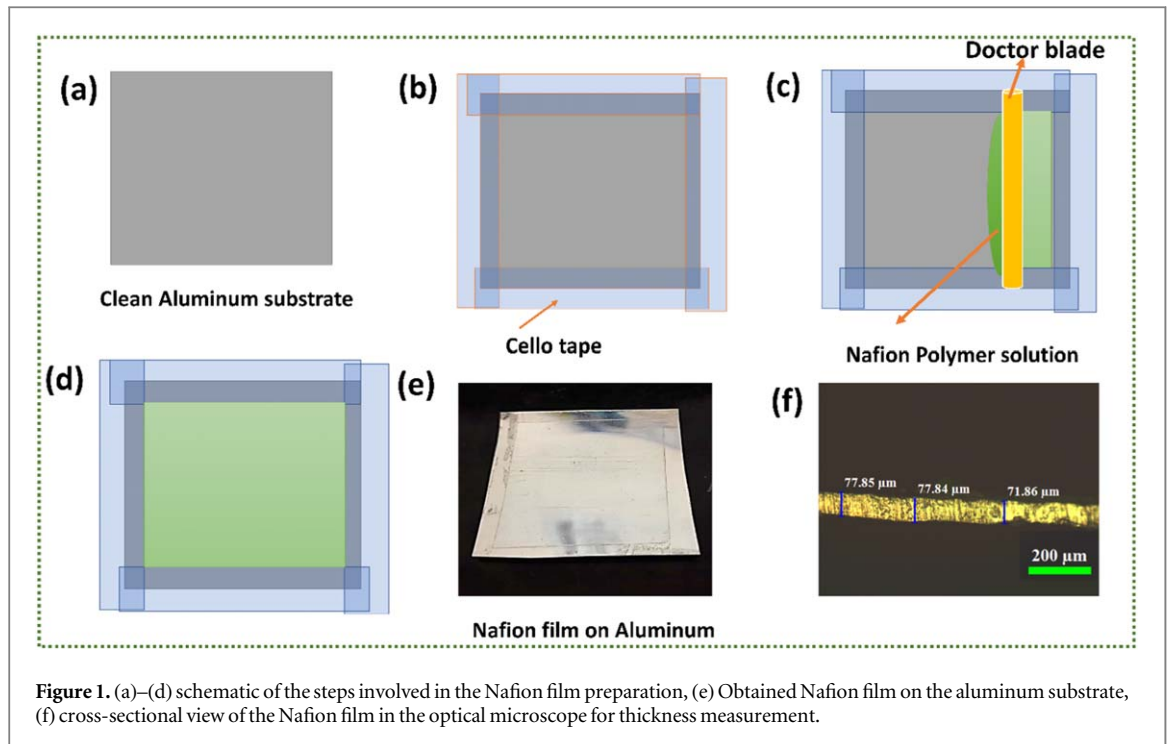 (a)
Clean Aluminum substrate
(b)
Cello tape
(c)
Doctor blade
Nafion Polymer solution
(d)
(e)
Nafion film on Aluminum
(f)
77.85 µm
77.84 µm
71.86 µm
200 µm
Figure 1. (a)–(d) schematic of the steps involved in the Nafion film preparation, (e) Obtained Nafion film on the aluminum substrate,
(f) cross-sectional view of the Nafion film in the optical microscope for thickness measurement.